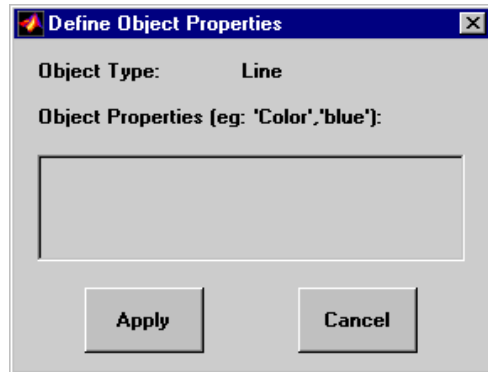 Define Object Properties
Object Type: Line
Object Properties (eg: 'Color','blue'):
Apply Cancel